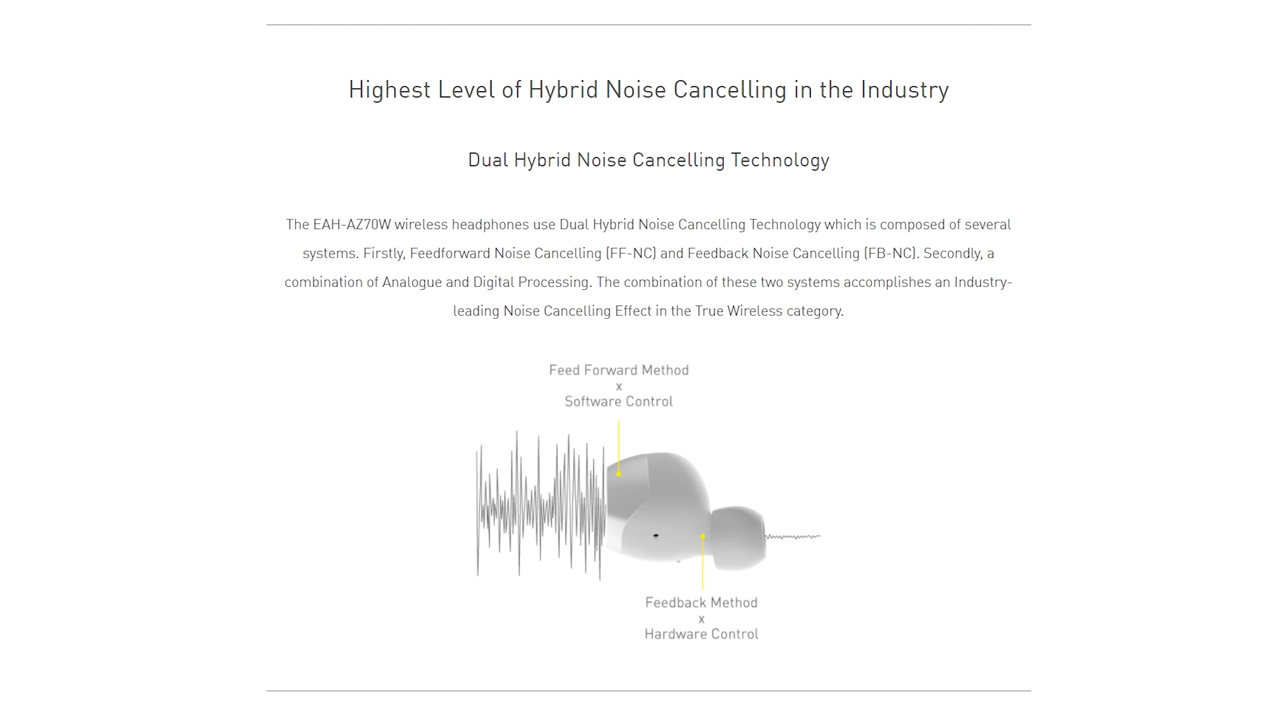 Highest Level of Hybrid Noise Cancelling in the Industry
Dual Hybrid Noise Cancelling Technology
The EAH-AZ70W wireless headphones use Dual Hybrid Noise Cancelling Technology which is composed of several
systems. Firstly, Feedforward Noise Cancelling (FF-NC) and Feedback Noise Cancelling (FB-NC). Secondly, a
combination of Analogue and Digital Processing. The combination of these two systems accomplishes an Industry-
leading Noise Cancelling Effect in the True Wireless category.
Feed Forward Method
x
Software Control
Feedback Method
x
Hardware Control